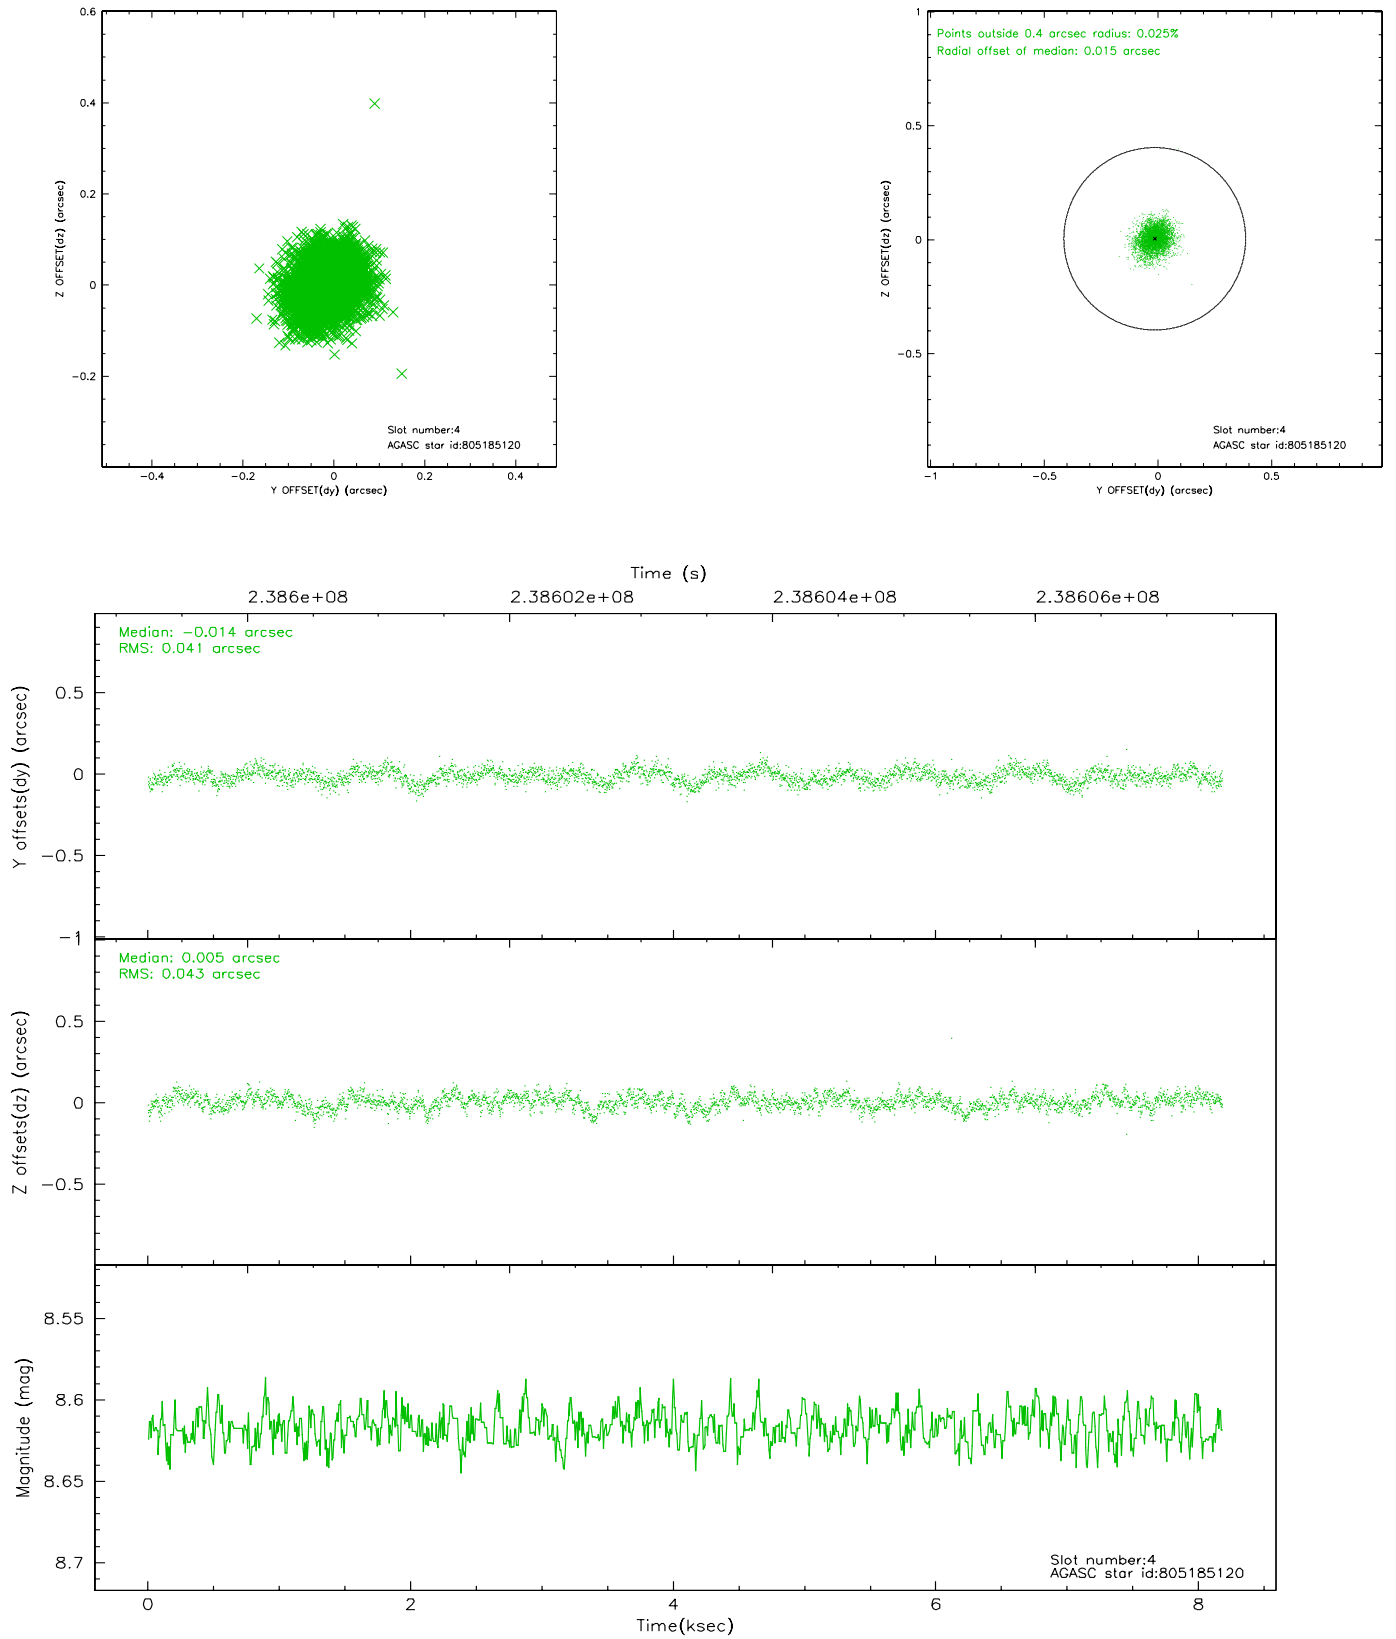 0.6
0.4
0.2
0
−0.2
−0.4
−0.2
0
0.2
0.4
Z OFFSET(dz) (arcsec)
Y OFFSET(dy) (arcsec)
Slot number:4
AGASC star id:805185120
Points outside 0.4 arcsec radius: 0.025%
Radial offset of median: 0.015 arcsec
1
0.5
0
−0.5
−1
−0.5
0
0.5
Z OFFSET(dz) (arcsec)
Y OFFSET(dy) (arcsec)
Slot number:4
AGASC star id:805185120
Time (s)
2.386e+08
2.38602e+08
2.38604e+08
2.38606e+08
Median: −0.014 arcsec
RMS: 0.041 arcsec
Y offsets(dy) (arcsec)
0.5
0
−0.5
−1
Median: 0.005 arcsec
RMS: 0.043 arcsec
Z offsets(dz) (arcsec)
1
0.5
0
−0.5
Magnitude (mag)
8.55
8.6
8.65
8.7
Slot number:4
AGASC star id:805185120
0
2
4
6
8
Time(ksec)